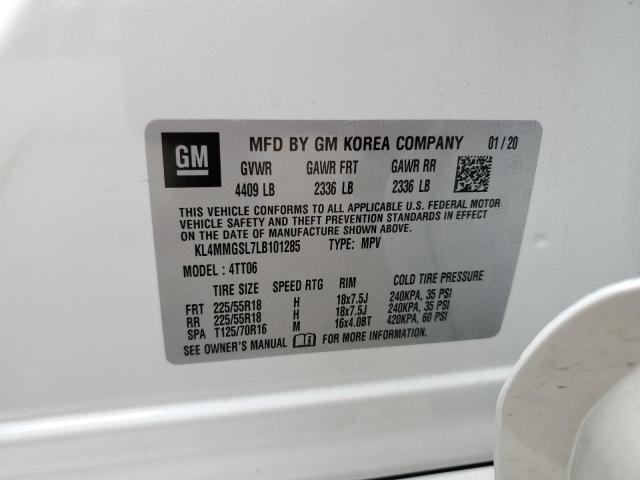 GM
MFD BY GM KOREA COMPANY 01/20
GVWR GAWR FRT GAWR RR
4409 LB 2336 LB 2336 LB
THIS VEHICLE CONFORMS TO ALL APPLICABLE U.S. FEDERAL MOTOR
VEHICLE SAFETY AND THEFT PREVENTION STANDARDS IN EFFECT ON
THE DATE OF MANUFACTURE SHOWN ABOVE.
KL4MMGSL7LB101285 TYPE: MPV
MODEL: 4TT06
TIRE SIZE SPEED RTG RIM COLD TIRE PRESSURE
FRT 225/55R18 H 18x7.5J 240KPA, 35 PSI
RR 225/55R18 H 18x7.5J 240KPA, 35 PSI
SPA T125/70R16 M 16x4.0BT 420KPA, 60 PSI
SEE OWNER'S MANUAL FOR MORE INFORMATION.